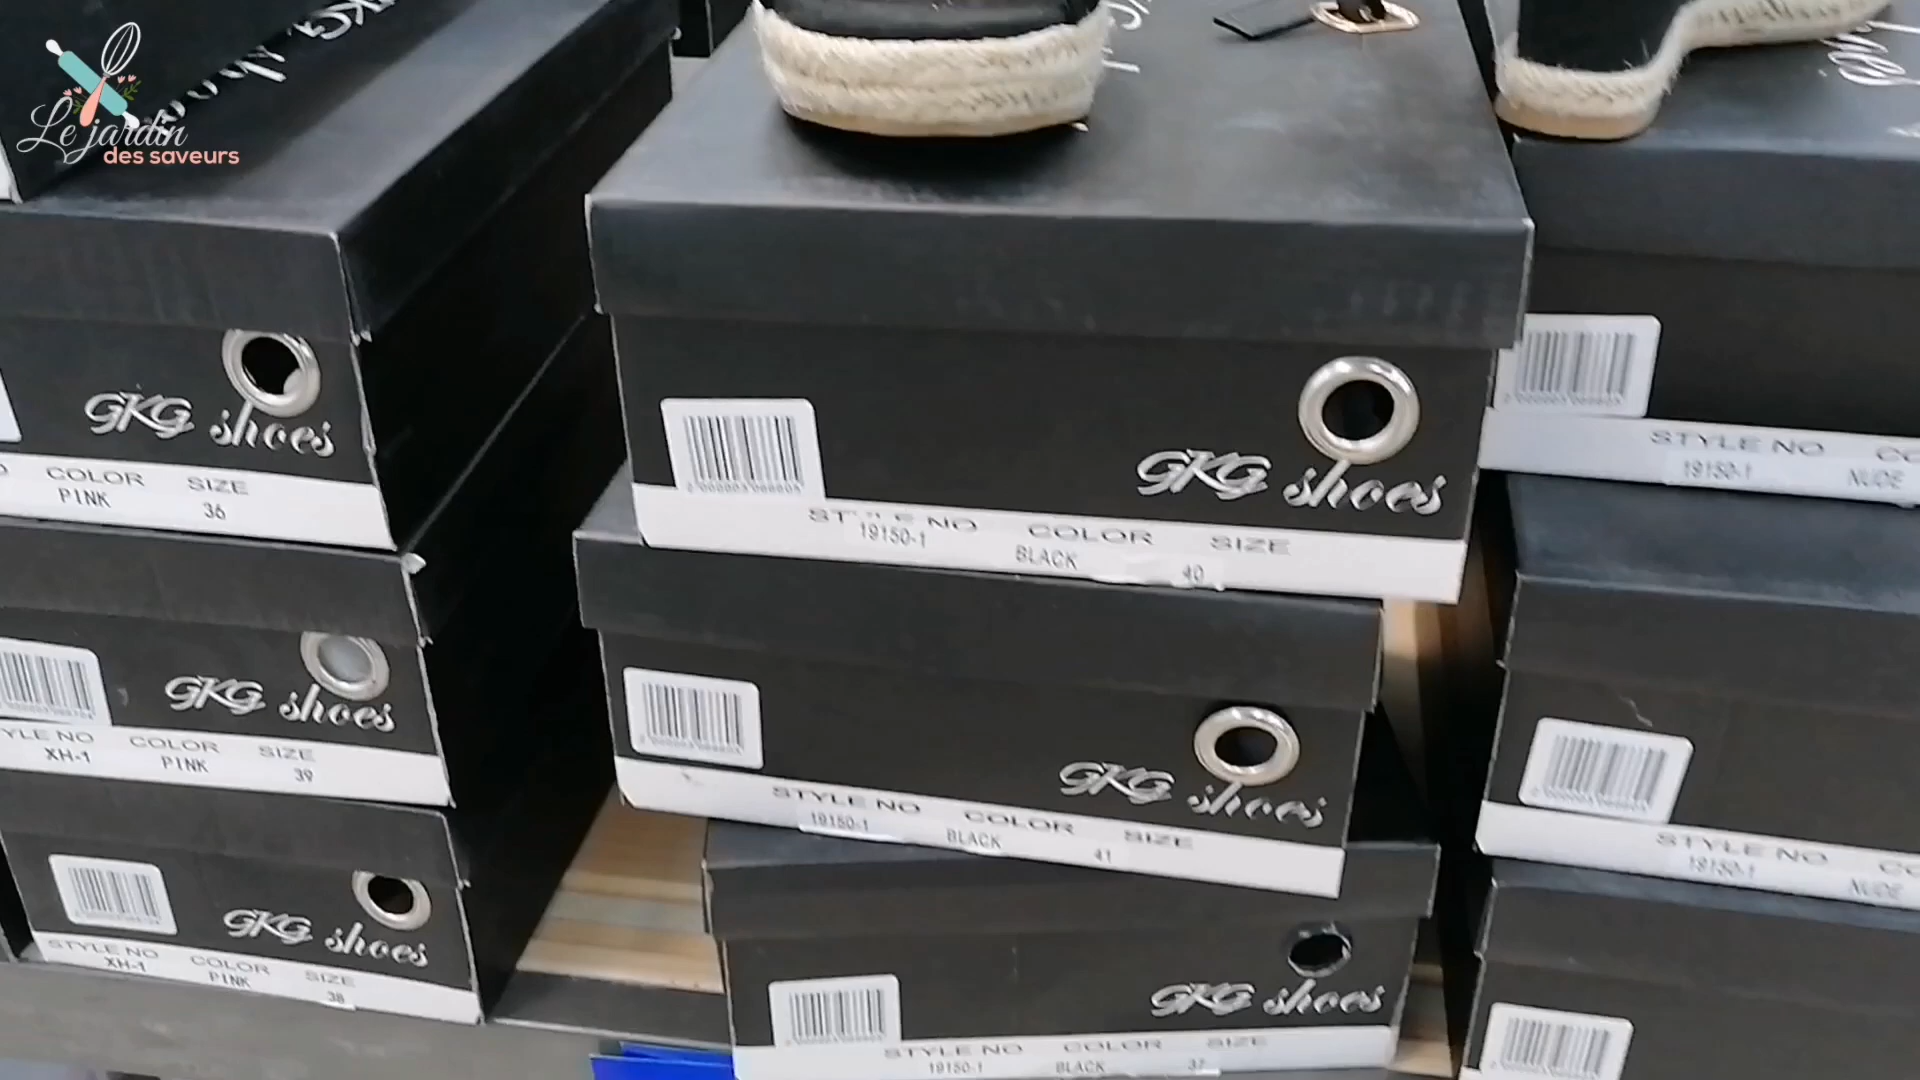 Le jardin
des saveurs
GKG shoes
COLOR SIZE
PINK 36
GKG shoes
STYLE NO COLOR SIZE
XH-1 PINK 39
GKG shoes
STYLE NO COLOR SIZE
XH-1 PINK 38
GKG shoes
STYLE NO COLOR SIZE
19150-1 BLACK 40
GKG shoes
STYLE NO COLOR SIZE
19150-1 BLACK 41
GKG shoes
STYLE NO COLOR SIZE
19150-1 BLACK 37
STYLE NO
19150-1 NUDE
STYLE NO
19150-1 NUDE